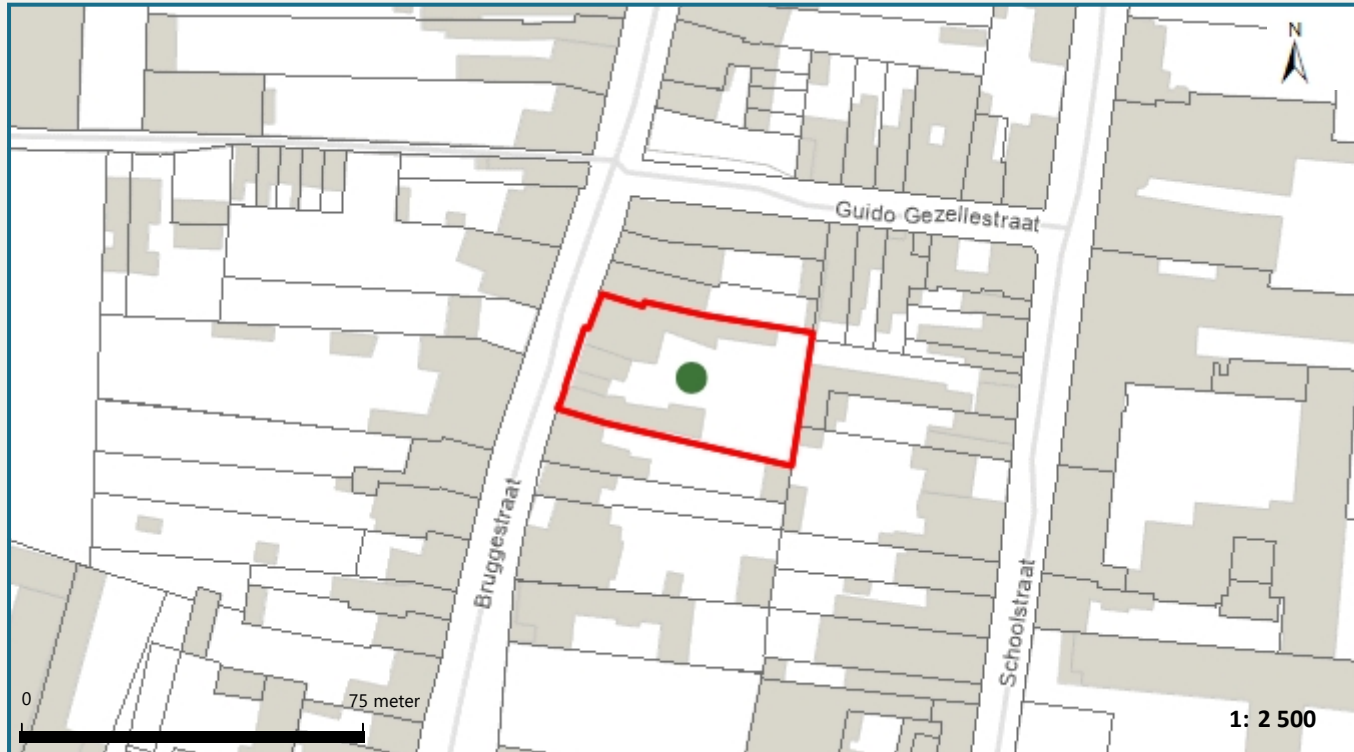 N
Guido Gezellestraat
Bruggestraat
Schoolstraat
0 75 meter
1: 2 500